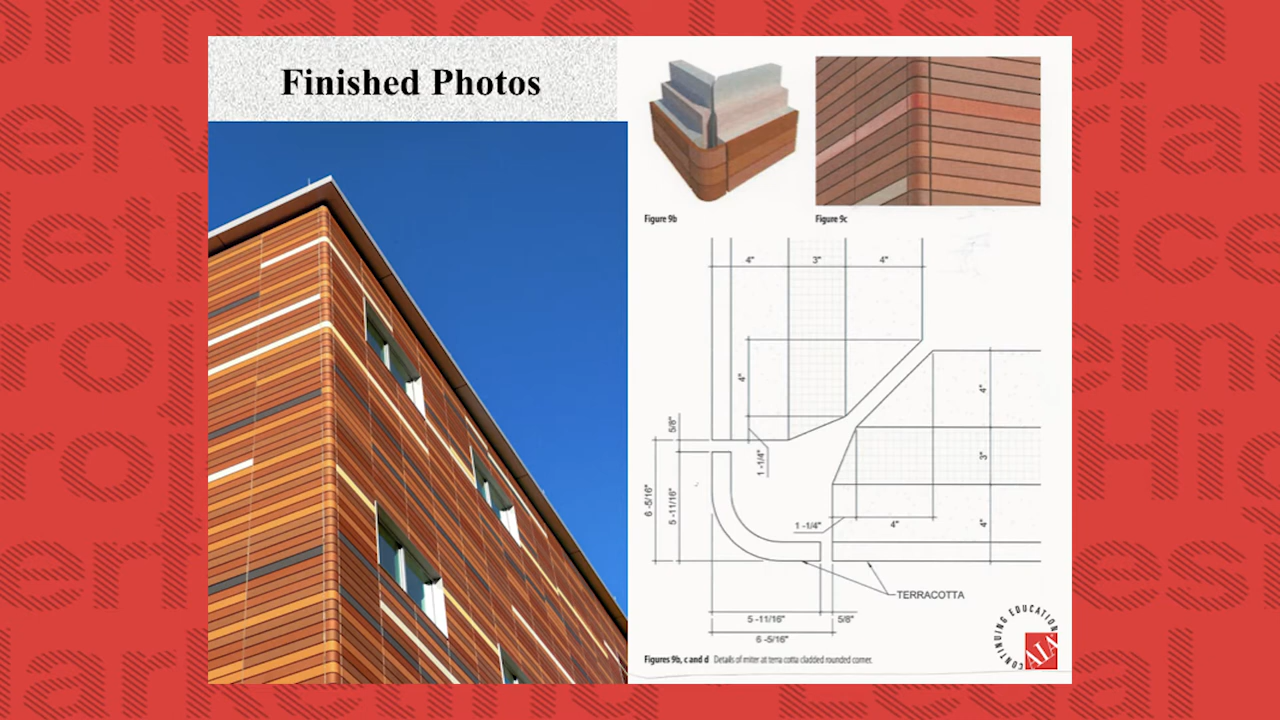 Finished Photos
Figure 9b
Figure 9c
4"
3"
4"
4"
5/8"
1 -1/4"
6 -5/16"
5 -11/16"
4"
3"
4"
1 -1/4"
4"
TERRACOTTA
5 -11/16"
5/8"
6 -5/16"
Figures 9b, c and d Details of miter at terra cotta cladded rounded corner.
CONTINUING EDUCATION
AIA